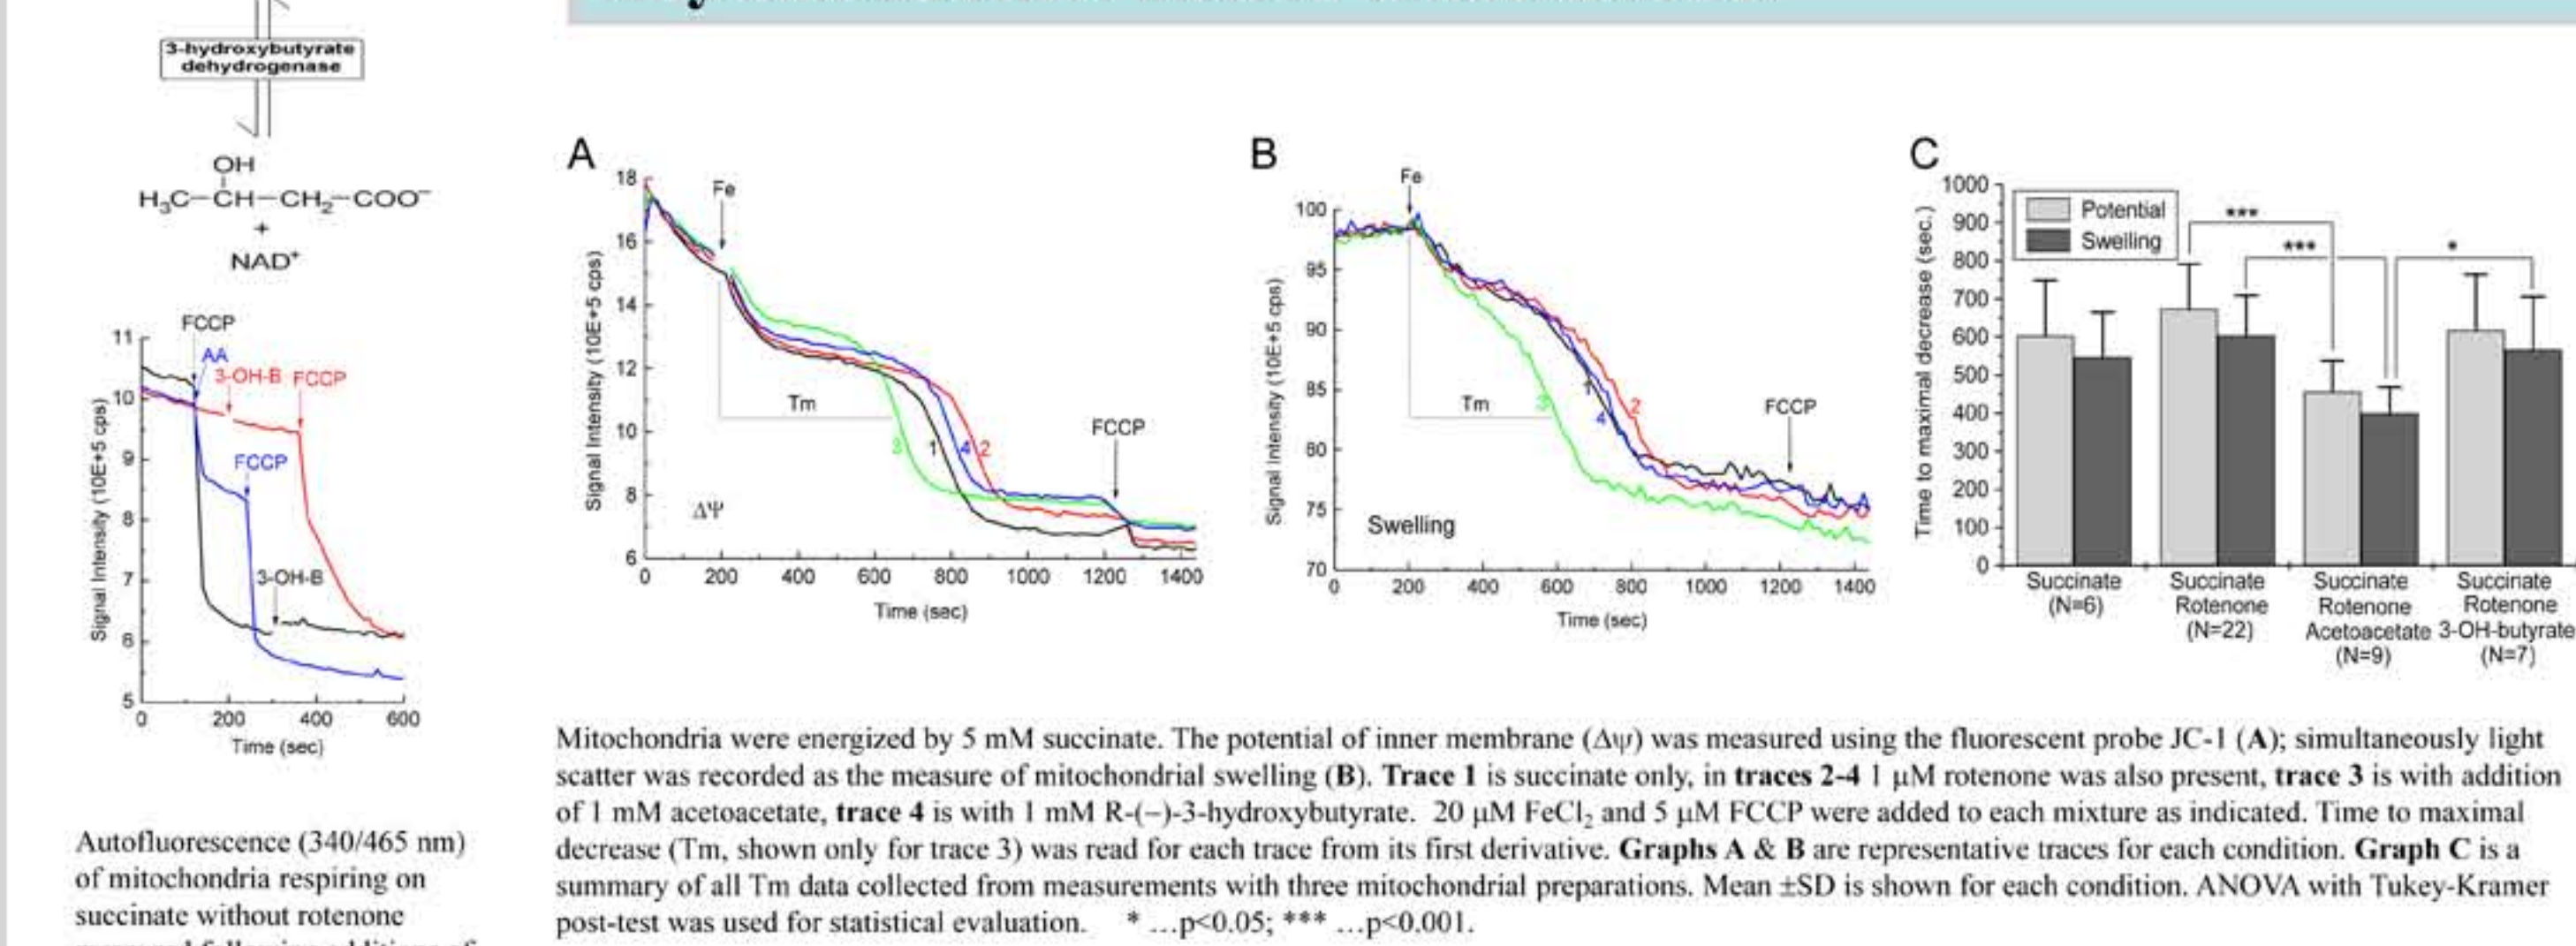 3-hydroxybutyrate
dehydrogenase
OH
H₃C–CH–CH₂–COO⁻
+
NAD⁺
FCCP
AA
3-OH-B FCCP
FCCP
3-OH-B
11
10
9
8
7
6
5
Signal Intensity (10E+5 cps)
0 200 400 600
Time (sec)
Autofluorescence (340/465 nm)
of mitochondria respiring on
succinate without rotenone
A
18
16
14
12
10
8
6
Signal Intensity (10E+5 cps)
Fe
Tm
FCCP
3 1 4 2
ΔΨ
0 200 400 600 800 1000 1200 1400
Time (sec)
B
100
95
90
85
80
75
70
Signal Intensity (10E+5 cps)
Fe
Tm
3 1 4 2
FCCP
Swelling
0 200 400 600 800 1000 1200 1400
Time (sec)
C
1000
900
800
700
600
500
400
300
200
100
0
Time to maximal decrease (sec.)
Potential
Swelling
*** *** *
Succinate
(N=6)
Succinate
Rotenone
(N=22)
Succinate
Rotenone
Acetoacetate
(N=9)
Succinate
Rotenone
3-OH-butyrate
(N=7)
Mitochondria were energized by 5 mM succinate. The potential of inner membrane (Δψ) was measured using the fluorescent probe JC-1 (A); simultaneously light
scatter was recorded as the measure of mitochondrial swelling (B). Trace 1 is succinate only, in traces 2-4 1 μM rotenone was also present, trace 3 is with addition
of 1 mM acetoacetate, trace 4 is with 1 mM R-(−)-3-hydroxybutyrate. 20 μM FeCl₂ and 5 μM FCCP were added to each mixture as indicated. Time to maximal
decrease (Tm, shown only for trace 3) was read for each trace from its first derivative. Graphs A & B are representative traces for each condition. Graph C is a
summary of all Tm data collected from measurements with three mitochondrial preparations. Mean ±SD is shown for each condition. ANOVA with Tukey-Kramer
post-test was used for statistical evaluation. * …p<0.05; *** …p<0.001.